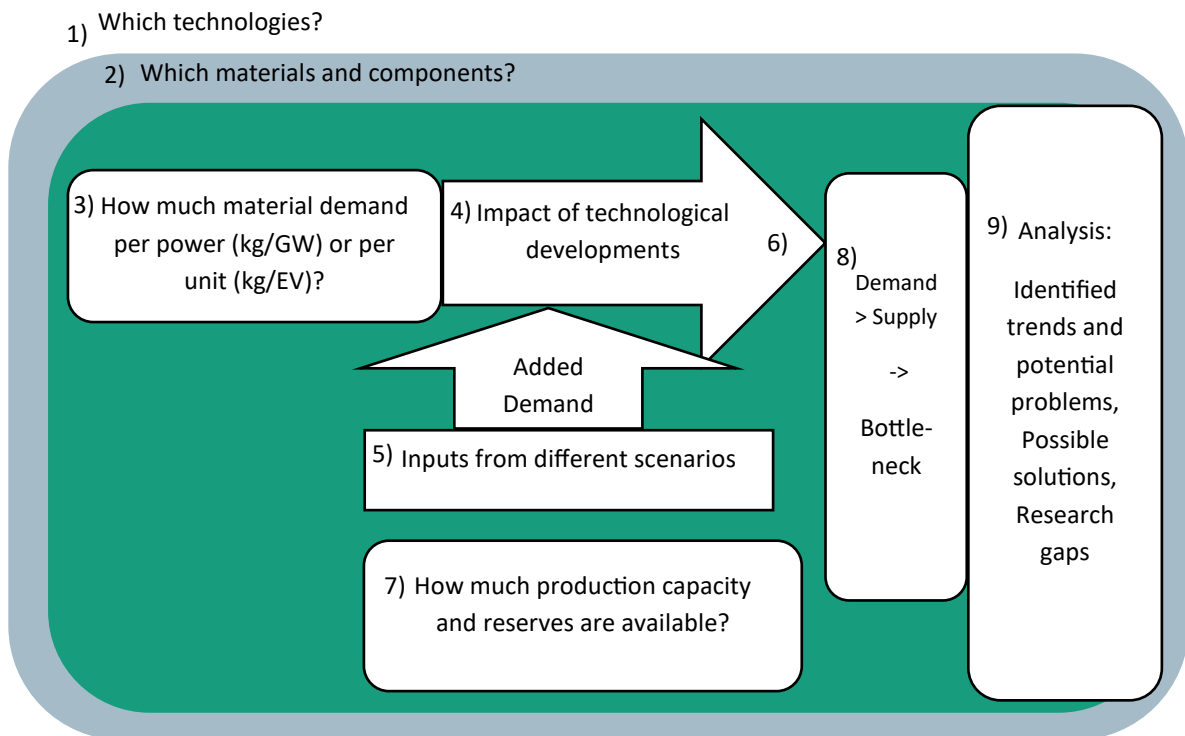 1) Which technologies?
2) Which materials and components?
3) How much material demand
per power (kg/GW) or per
unit (kg/EV)?
4) Impact of technological
developments
6)
Added
Demand
5) Inputs from different scenarios
7) How much production capacity
and reserves are available?
8)
Demand
> Supply
->
Bottle-
neck
9) Analysis:
Identified
trends and
potential
problems,
Possible
solutions,
Research
gaps